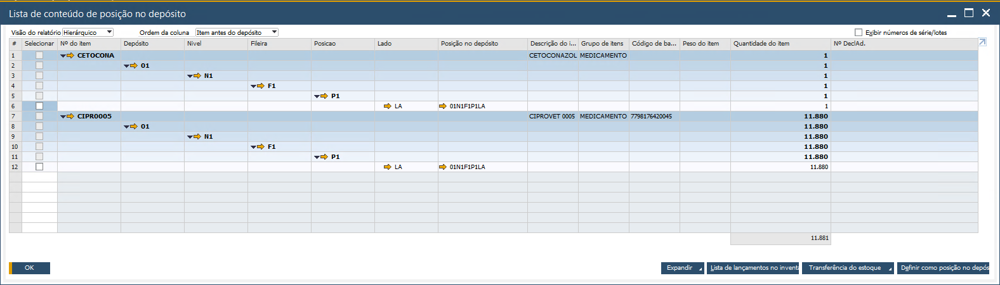 Lista de conteúdo de posição no depósito
Visão do relatório Hierárquico Ordem da coluna Item antes do depósito Exibir números de série/lotes
# Selecionar Nº do item Depósito Nivel Fileira Posicao Lado Posição no depósito Descrição do i... Grupo de itens Código de ba... Peso do item Quantidade do item Nº DeclAd.
1 CETOCONA CETOCONAZOL MEDICAMENTO 1
2 01 1
3 N1 1
4 F1 1
5 P1 1
6 LA 01N1F1P1LA 1
7 CIPR0005 CIPROVET 0005 MEDICAMENTO 7798176420045 11.880
8 01 11.880
9 N1 11.880
10 F1 11.880
11 P1 11.880
12 LA 01N1F1P1LA 11.880
11.881
OK Expandir Lista de lançamentos no inventa Transferência do estoque Definir como posição no depós